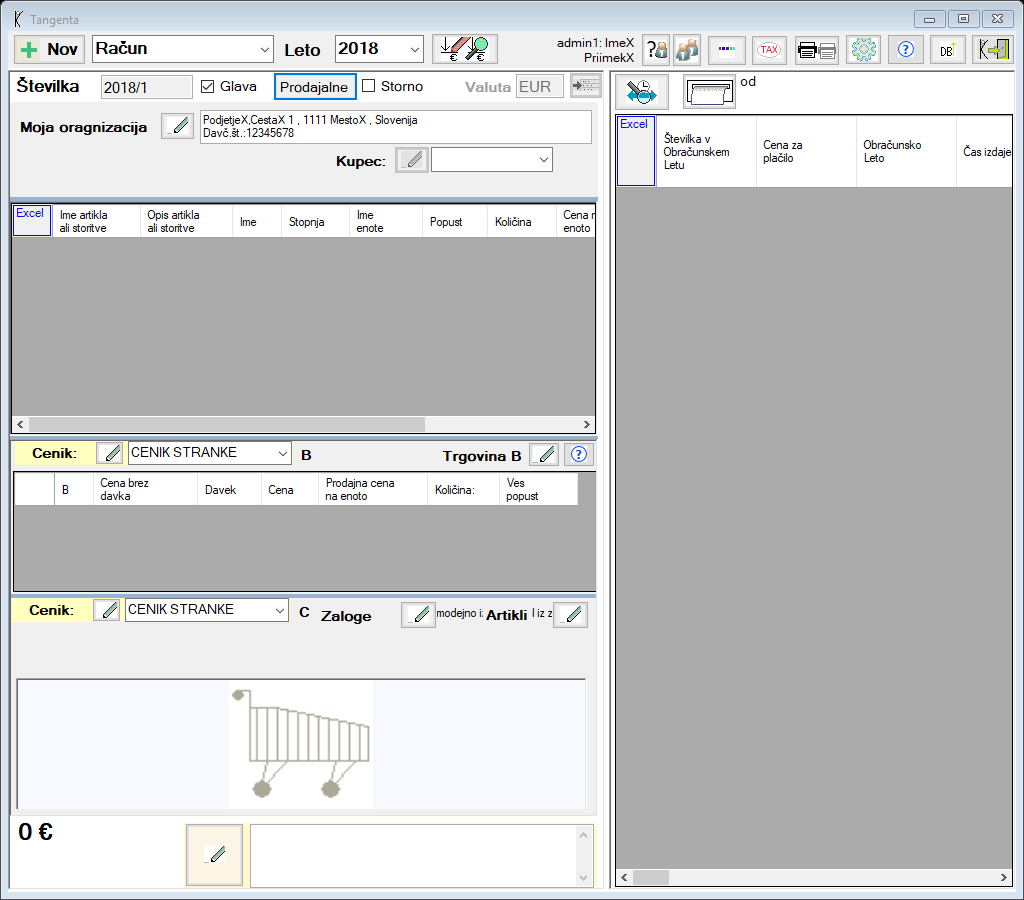 Tangenta
Nov
Račun
Leto
2018
€
€
admin1: ImeX
PriimekX
?
TAX
?
DB
Številka
2018/1
Glava
Prodajalne
Storno
Valuta
EUR
Moja oragnizacija
PodjetjeX,CestaX 1 , 1111 MestoX , Slovenija
Davč.št.:12345678
Kupec:
Excel
Ime artikla
ali storitve
Opis artikla
ali storitve
Ime
Stopnja
Ime
enote
Popust
Količina
Cena
enoto
Cenik:
CENIK STRANKE
B
Trgovina B
?
B
Cena brez
davka
Davek
Cena
Prodajna cena
na enoto
Količina:
Ves
popust
Cenik:
CENIK STRANKE
C
Zaloge
modejno i:
Artikli
l iz z
0 €
od
Excel
Številka v
Obračunskem
Letu
Cena za
plačilo
Obračunsko
Leto
Čas izdaje